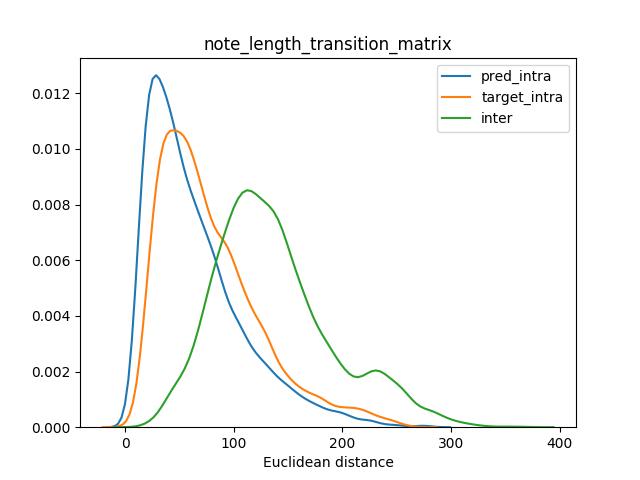 note_length_transition_matrix
pred_intra
target_intra
inter
0.012
0.010
0.008
0.006
0.004
0.002
0.000
0 100 200 300 400
Euclidean distance